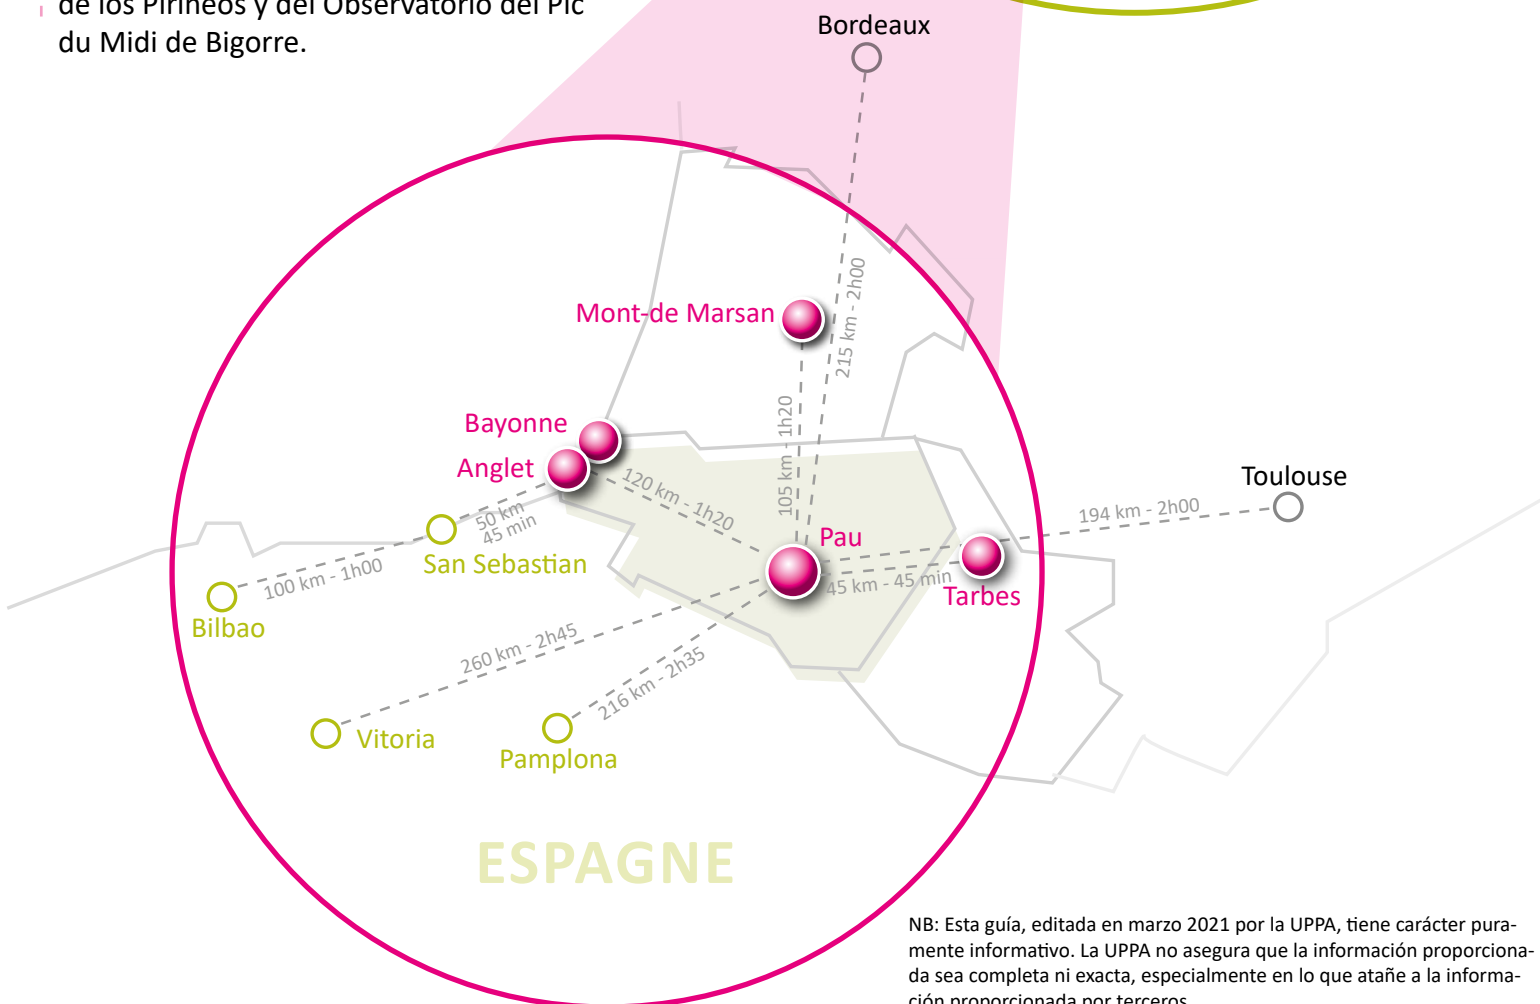 de los Pirineos y del Observatorio del Pic
du Midi de Bigorre.
Bordeaux
Mont-de Marsan
215 km - 2h00
105 km - 1h20
Bayonne
Anglet
120 km - 1h20
50 km
45 min
San Sebastian
100 km - 1h00
Bilbao
Pau
194 km - 2h00
Toulouse
45 km - 45 min
Tarbes
260 km - 2h45
216 km - 2h35
Vitoria
Pamplona
ESPAGNE
NB: Esta guía, editada en marzo 2021 por la UPPA, tiene carácter pura-
mente informativo. La UPPA no asegura que la información proporciona-
da sea completa ni exacta, especialmente en lo que atañe a la informa-
ción proporcionada por terceros